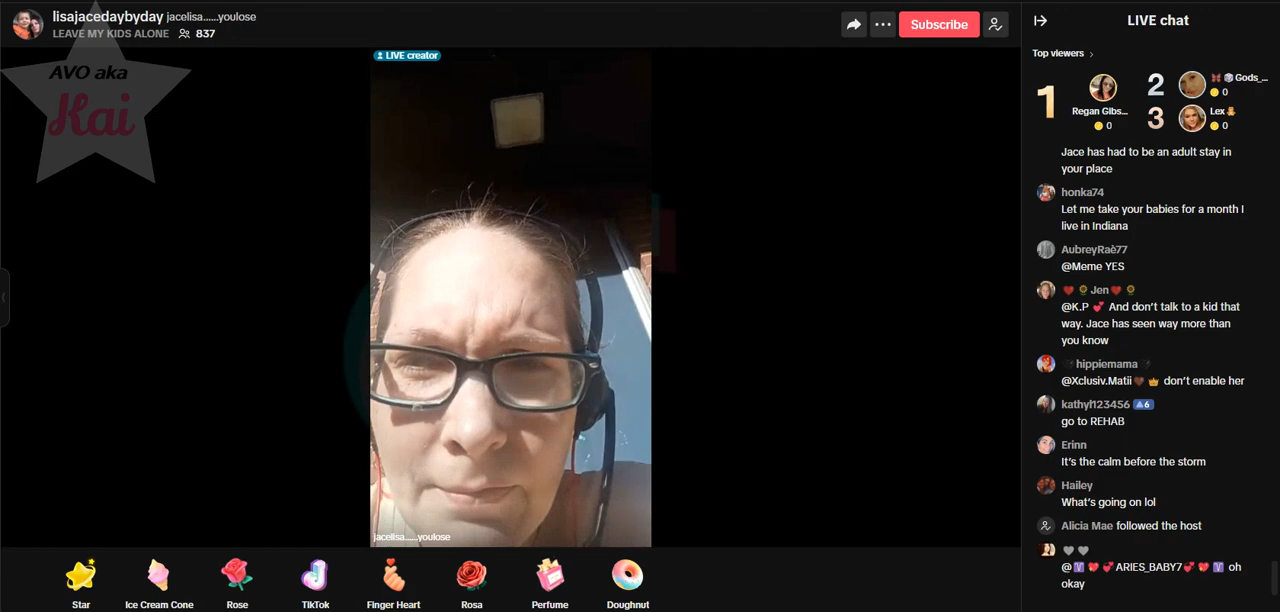 lisajacedaybyday jacelisa......youlose
LEAVE MY KIDS ALONE 837
Subscribe
AVO aka
Kai
LIVE creator
jacelisa......youlose
Star
Ice Cream Cone
Rose
TikTok
Finger Heart
Rosa
Perfume
Doughnut
LIVE chat
Top viewers
1
Regan Gibs...
0
2
Gods_...
0
3
Lex
0
Jace has had to be an adult stay in
your place
honka74
Let me take your babies for a month I
live in Indiana
AubreyRaè77
@Meme YES
Jen
@K.P 💕 And don't talk to a kid that
way. Jace has seen way more than
you know
hippiemama
@Xclusiv.Matii🤎 👑 don't enable her
kathyl123456 6
go to REHAB
Erinn
It's the calm before the storm
Hailey
What's going on lol
Alicia Mae followed the host
@♈ 💖 💕ARIES_BABY7💕 💖 ♈ oh
okay